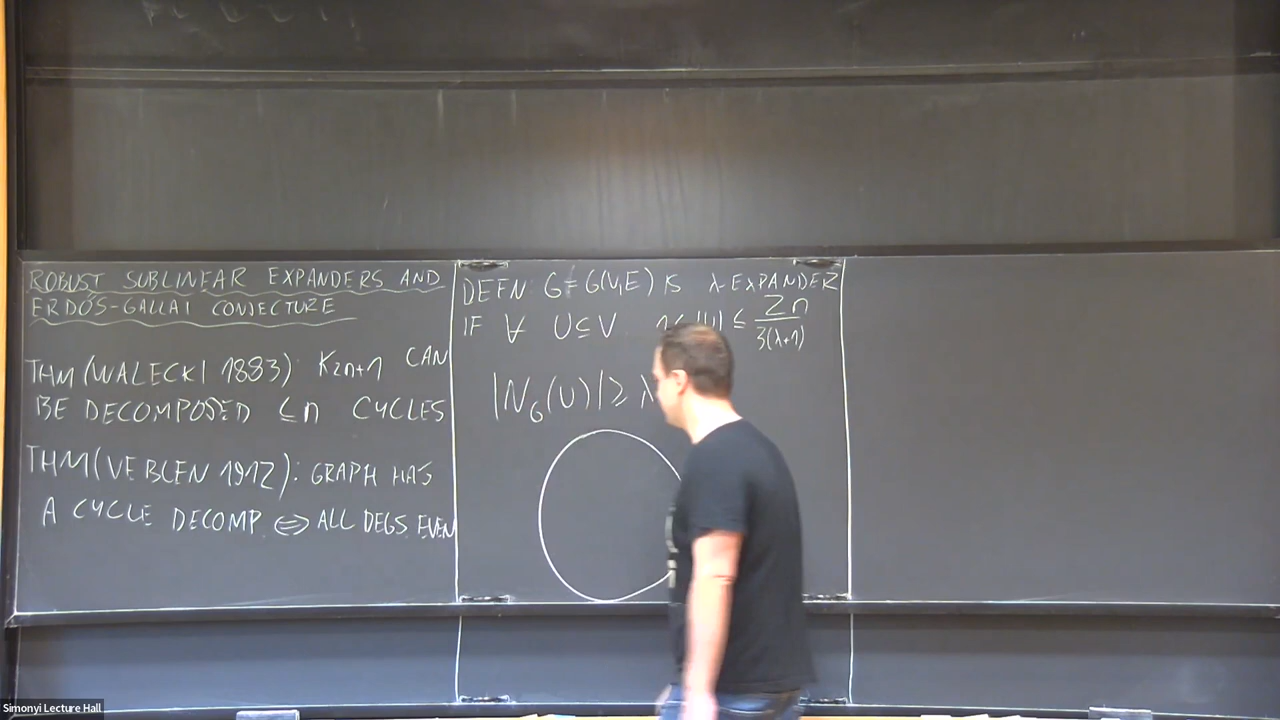 ROBUST SUBLINEAR EXPANDERS AND
ERDŐS-GALLAI CONJECTURE
THM (WALECKI 1883): K2n+1 CAN
BE DECOMPOSED ⊆n CYCLES
THM (VEBLEN 1912): GRAPH HAS
A CYCLE DECOMP ⟺ ALL DEGS EVEN
DEFN: G=G(V,E) IS λ-EXPANDER
IF ∀ U⊆V |U| ≤ 2n/3(λ+1)
|N_G(U)| ≥ λ
Simonyi Lecture Hall